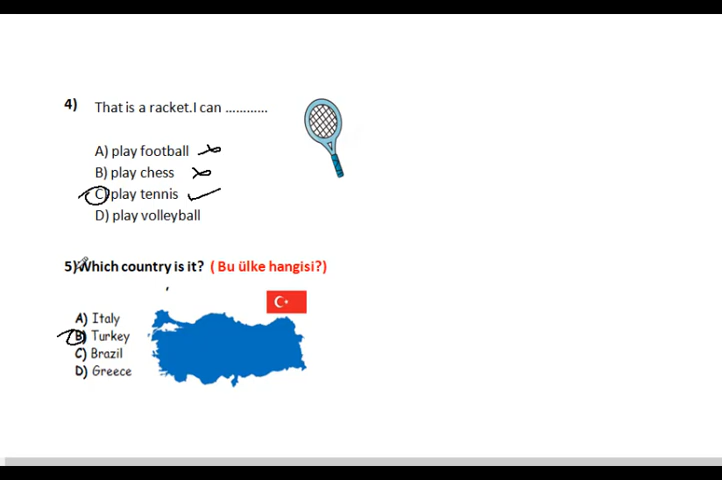 4) That is a racket.I can ............
A) play football
B) play chess
C) play tennis
D) play volleyball
5)Which country is it? ( Bu ülke hangisi?)
A) Italy
B) Turkey
C) Brazil
D) Greece